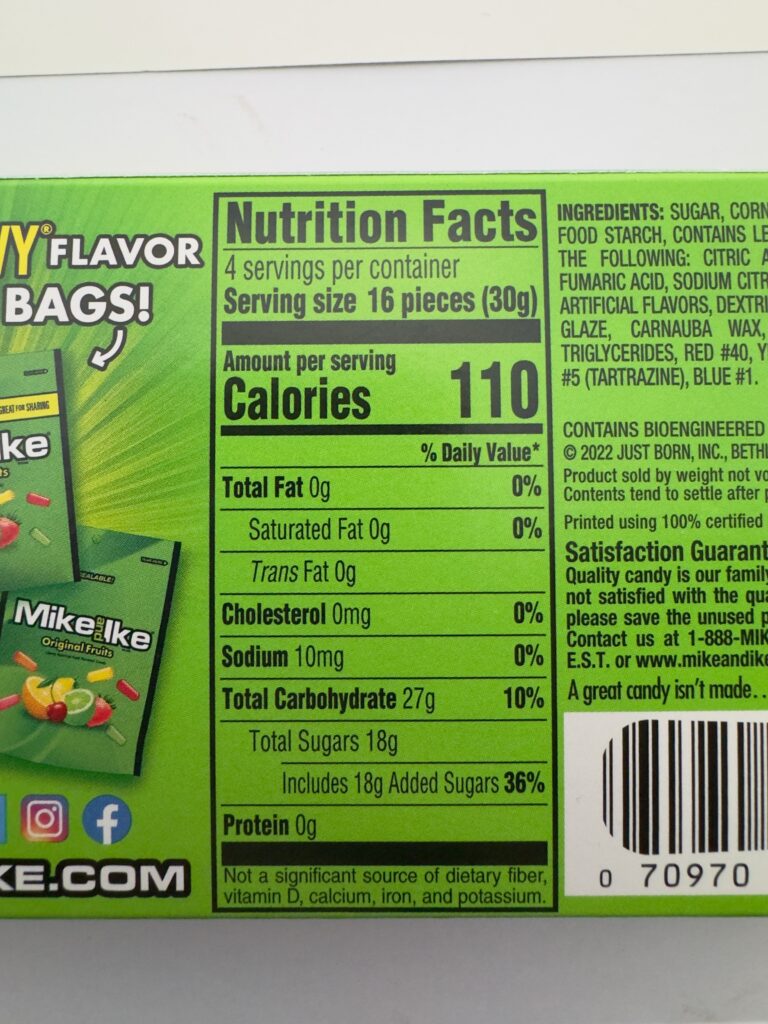 WY® FLAVOR
BAGS!
GREAT FOR SHARING
Mike and Ike
Original Fruits
KE.COM
Nutrition Facts
4 servings per container
Serving size 16 pieces (30g)
Amount per serving
Calories 110
% Daily Value*
Total Fat 0g 0%
Saturated Fat 0g 0%
Trans Fat 0g
Cholesterol 0mg 0%
Sodium 10mg 0%
Total Carbohydrate 27g 10%
Total Sugars 18g
Includes 18g Added Sugars 36%
Protein 0g
Not a significant source of dietary fiber,
vitamin D, calcium, iron, and potassium.
INGREDIENTS: SUGAR, CORN
FOOD STARCH, CONTAINS LE
THE FOLLOWING: CITRIC A
FUMARIC ACID, SODIUM CITR
ARTIFICIAL FLAVORS, DEXTRI
GLAZE, CARNAUBA WAX,
TRIGLYCERIDES, RED #40, Y
#5 (TARTRAZINE), BLUE #1.
CONTAINS BIOENGINEERED
© 2022 JUST BORN, INC., BETHL
Product sold by weight not vo
Contents tend to settle after p
Printed using 100% certified
Satisfaction Guarant
Quality candy is our family
not satisfied with the qua
please save the unused p
Contact us at 1-888-MIK
E.S.T. or www.mikeandike
A great candy isn't made...
0 70970